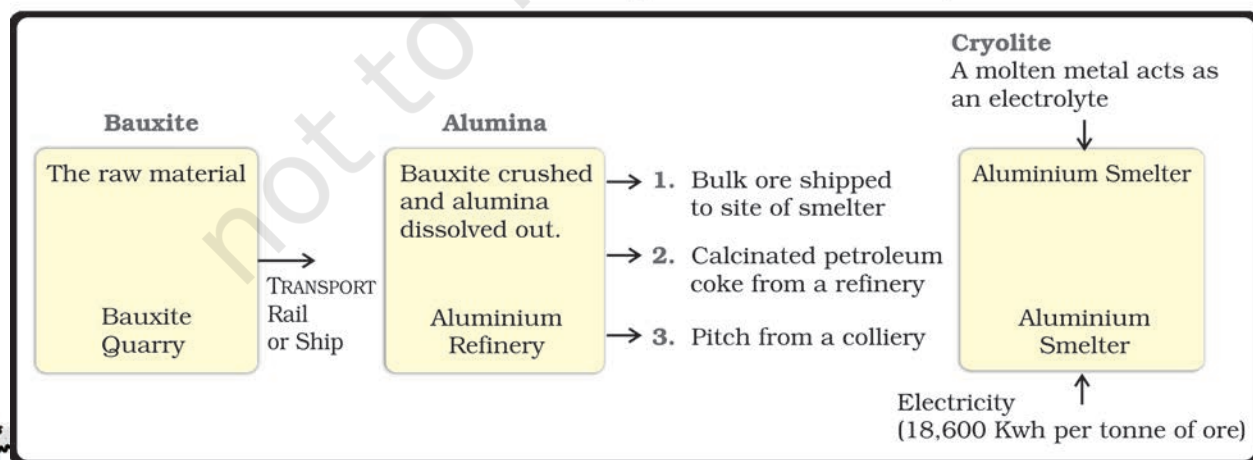 not to
Cryolite
A molten metal acts as
an electrolyte
Bauxite
The raw material
Bauxite
Quarry
TRANSPORT
Rail
or Ship
Alumina
Bauxite crushed
and alumina
dissolved out.
Aluminium
Refinery
1. Bulk ore shipped
to site of smelter
2. Calcinated petroleum
coke from a refinery
3. Pitch from a colliery
Aluminium Smelter
Aluminium
Smelter
Electricity
(18,600 Kwh per tonne of ore)